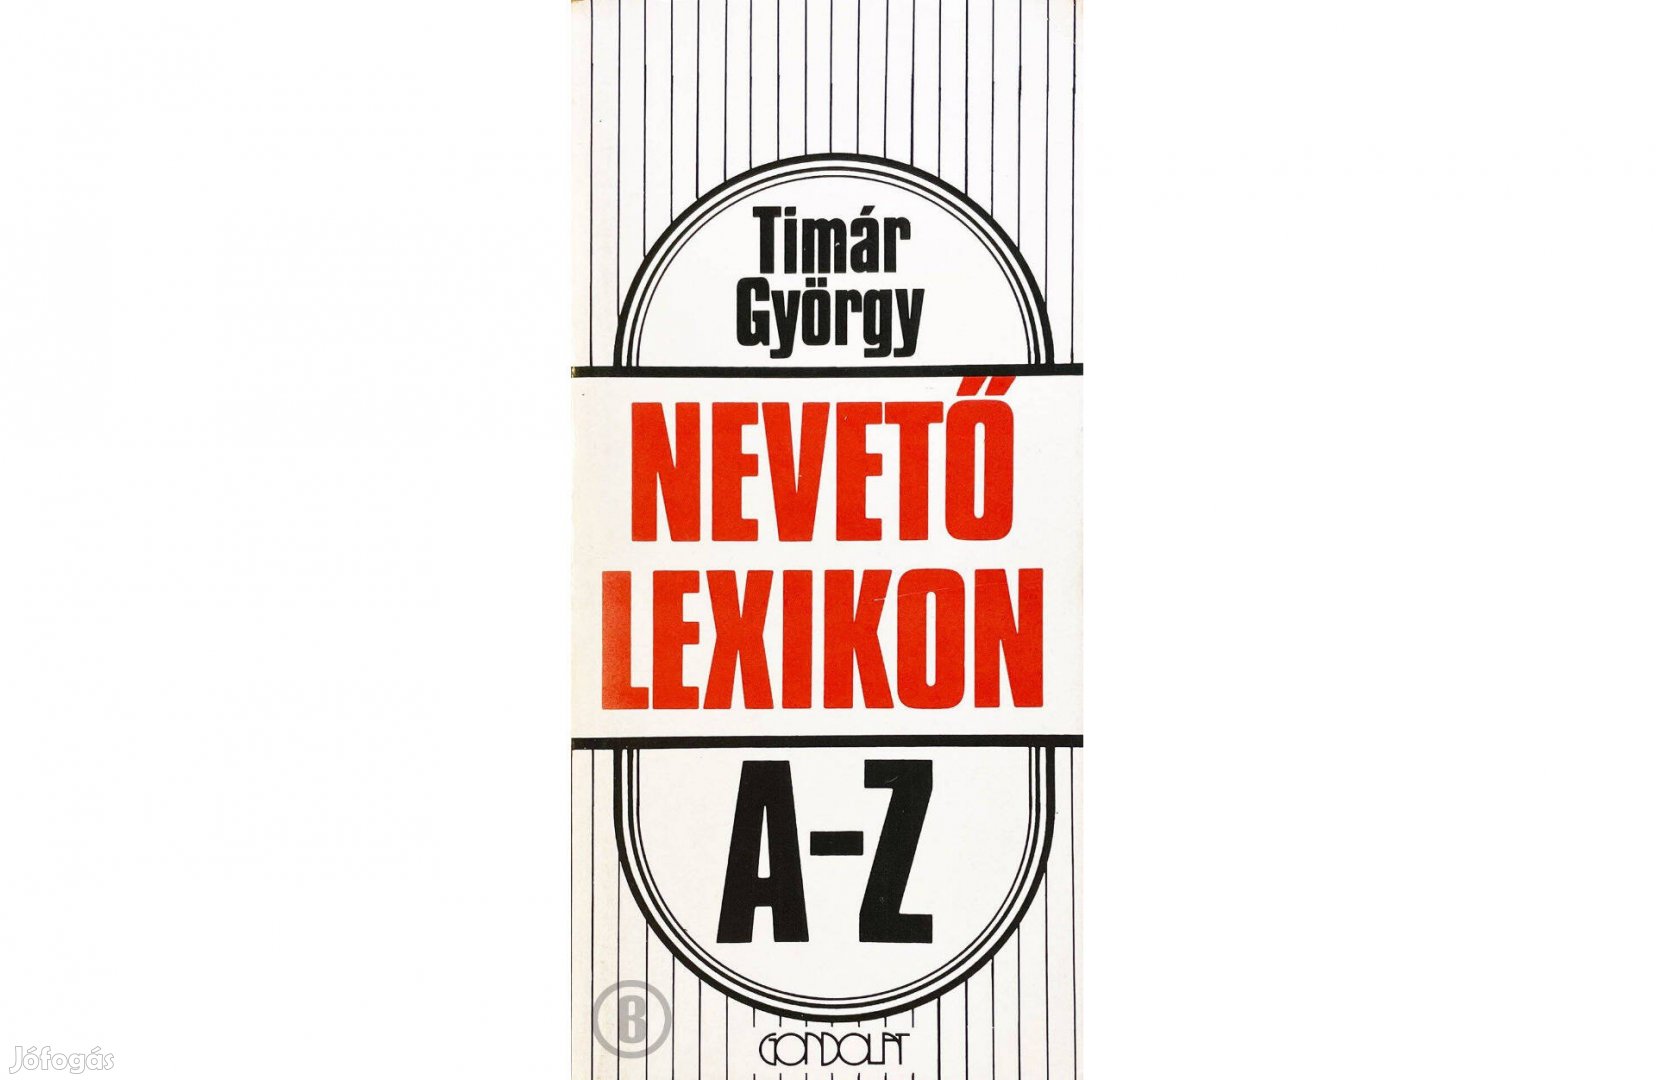 Timár
György
NEVETŐ
LEXIKON
A-Z
B
GONDOLAT
Jófogás